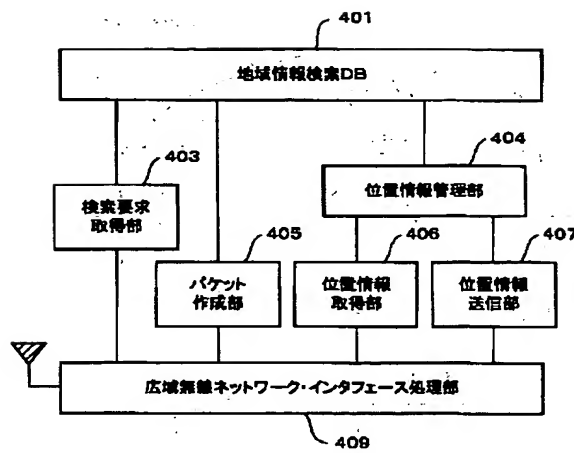 401
地域情報検索DB
404
403
位置情報管理部
検索要求
取得部
405
406
407
パケット
作成部
位置情報
取得部
位置情報
送信部
広域無線ネットワーク・インタフェース処理部
409